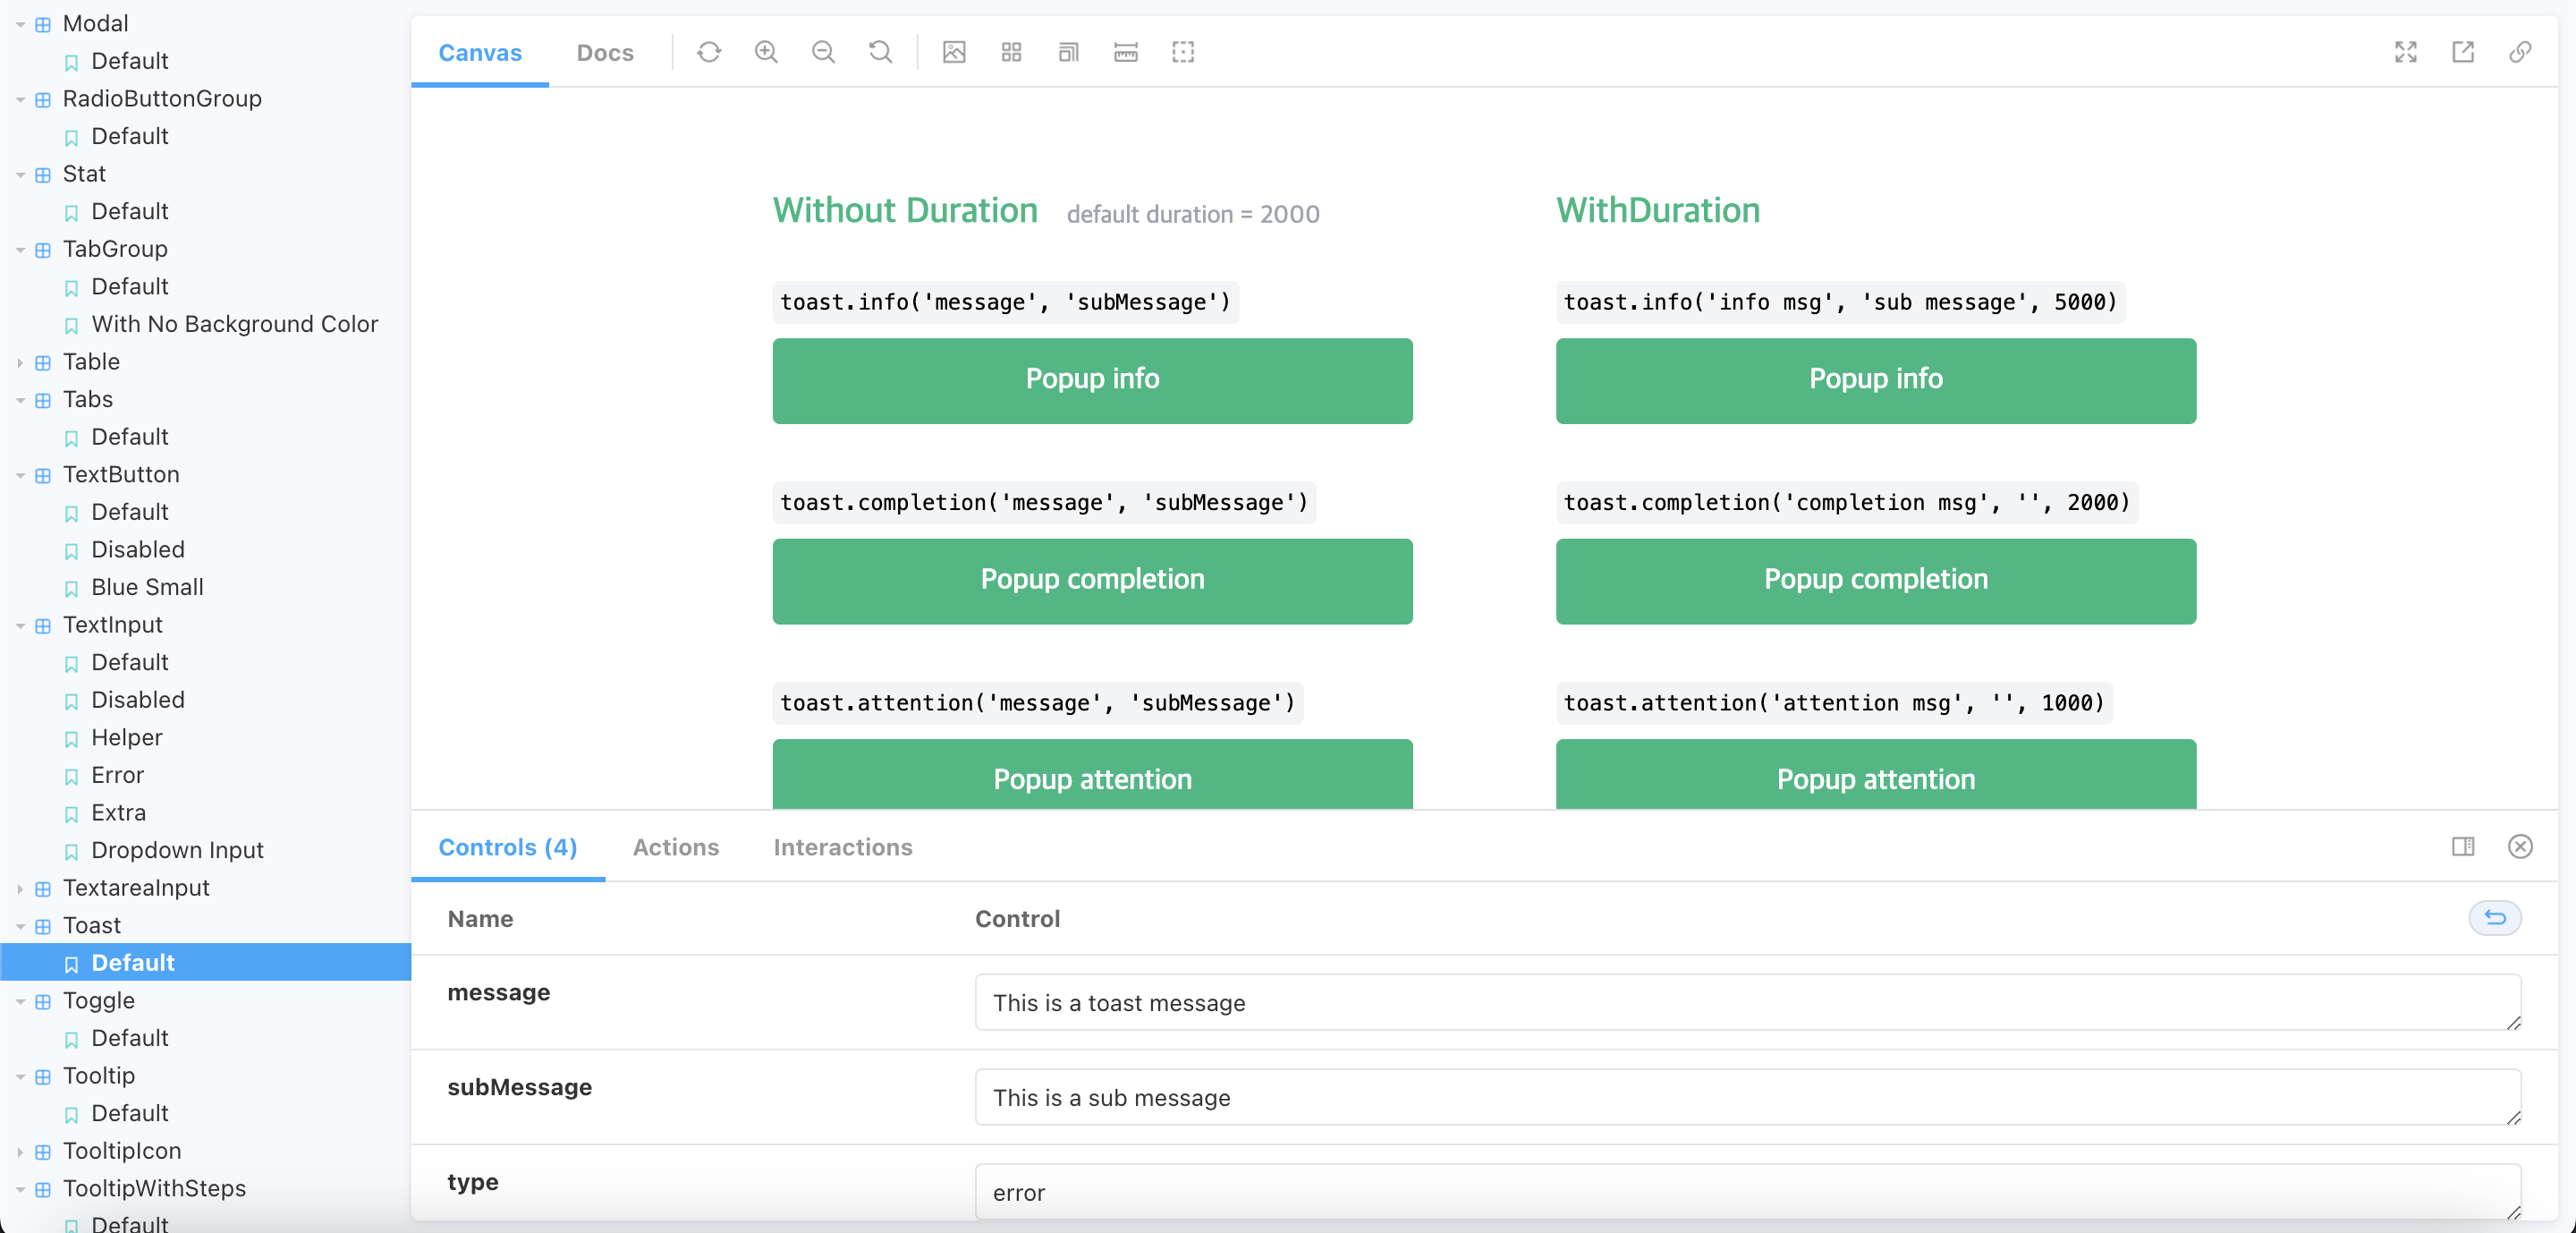 Modal
Default
RadioButtonGroup
Default
Stat
Default
TabGroup
Default
With No Background Color
Table
Tabs
Default
TextButton
Default
Disabled
Blue Small
TextInput
Default
Disabled
Helper
Error
Extra
Dropdown Input
TextareaInput
Toast
Default
Toggle
Default
Tooltip
Default
TooltipIcon
TooltipWithSteps
Default
Canvas Docs
Without Duration default duration = 2000
toast.info('message', 'subMessage')
Popup info
toast.completion('message', 'subMessage')
Popup completion
toast.attention('message', 'subMessage')
Popup attention
WithDuration
toast.info('info msg', 'sub message', 5000)
Popup info
toast.completion('completion msg', '', 2000)
Popup completion
toast.attention('attention msg', '', 1000)
Popup attention
Controls (4) Actions Interactions
Name Control
message This is a toast message
subMessage This is a sub message
type error